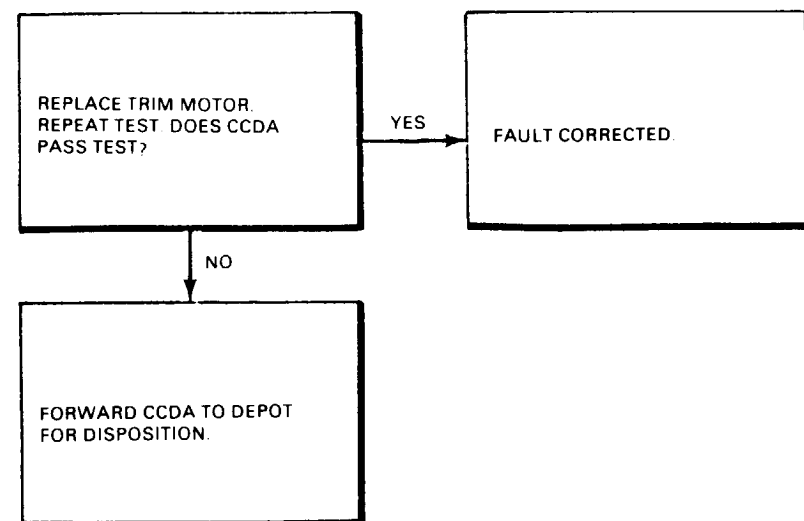 REPLACE TRIM MOTOR.
REPEAT TEST. DOES CCDA
PASS TEST?
YES
FAULT CORRECTED.
NO
FORWARD CCDA TO DEPOT
FOR DISPOSITION.